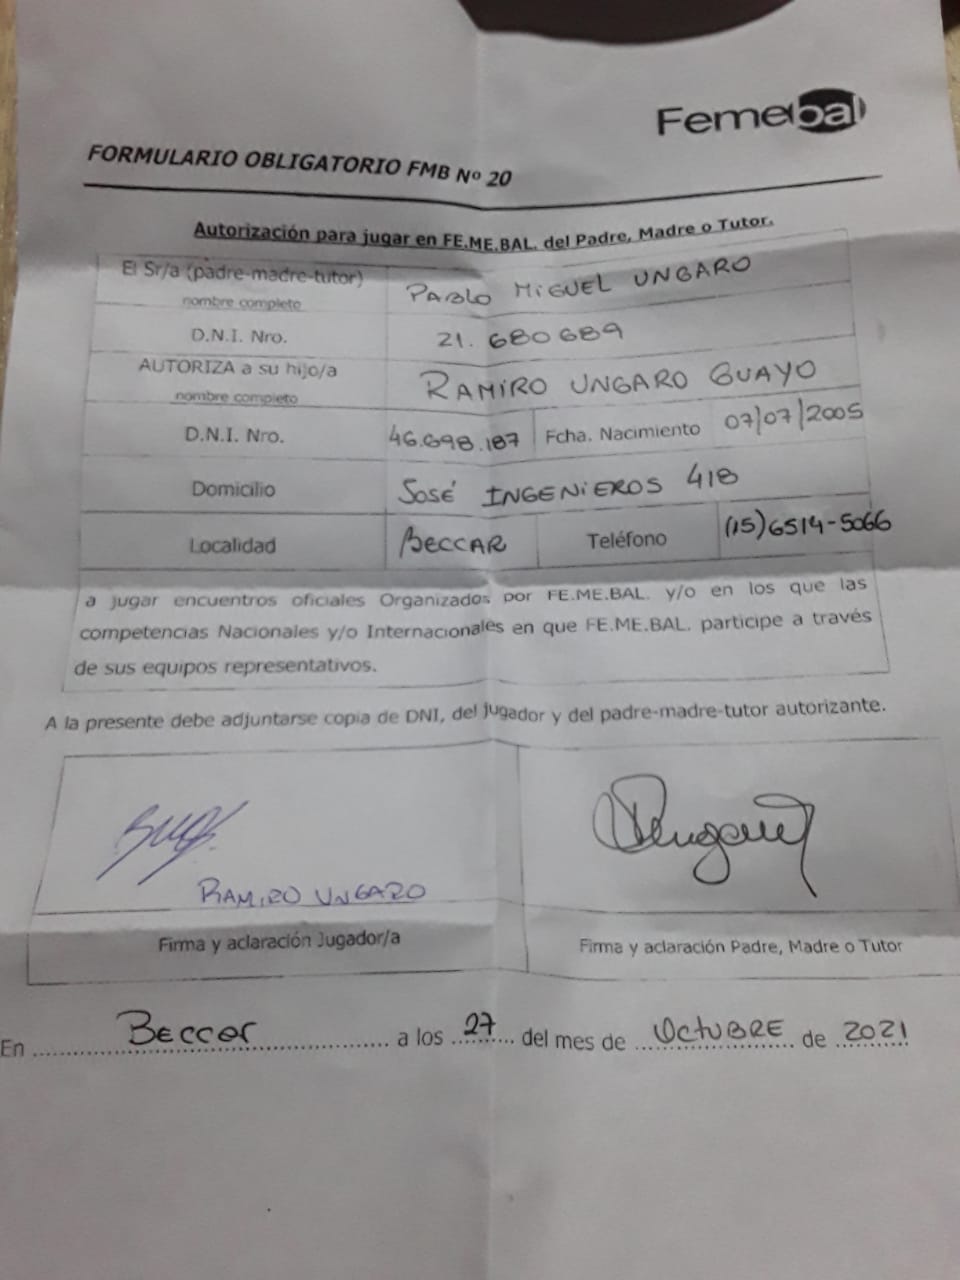 Femebal
FORMULARIO OBLIGATORIO FMB Nº 20
Autorización para jugar en FE.ME.BAL. del Padre, Madre o Tutor.
El Sr/a (padre-madre-tutor)
nombre completo
PABLO MIGUEL UNGARO
D.N.I. Nro.
21.680689
AUTORIZA a su hijo/a
nombre completo
RAMIRO UNGARO GUAYO
D.N.I. Nro.
46.698.187
Fcha. Nacimiento
07/07/2005
Domicilio
José INGENIEROS 418
Localidad
BECCAR
Teléfono
(15)6514-5066
a jugar encuentros oficiales Organizados por FE.ME.BAL. y/o en los que las
competencias Nacionales y/o Internacionales en que FE.ME.BAL. participe a través
de sus equipos representativos.
A la presente debe adjuntarse copia de DNI, del jugador y del padre-madre-tutor autorizante.
RAMIRO UNGARO
Firma y aclaración Jugador/a
Firma y aclaración Padre, Madre o Tutor
En Beccar a los 27 del mes de OCTUBRE de 2021